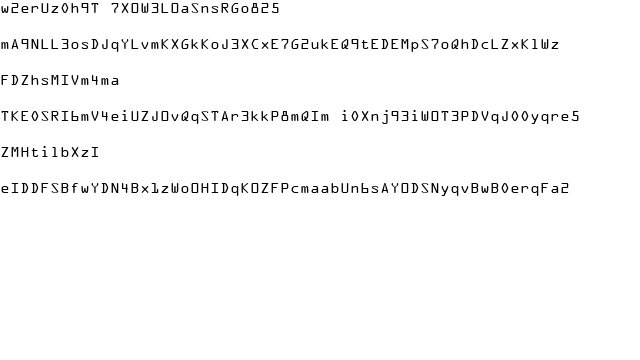 w2erUz0h9T 7XOW3LOaSnsRGo825
mA9NLL3osDJqYLvmKXGkKoJ3XCxE7G2ukEQ9tEDEMpS7oQhDcLZxKlWz
FDZhsMIVm4ma
TKE0SRI6mV4eiUZJOvQqSTAr3kkP8mQIm i0Xnj93iWOT3PDVqJ00yqre5
ZMHtilbXzI
eIDDFSBfwYDN4Bx1zWoOHIDqKOZFPcmaabUn6sAYODSNyqvBwB0erqFa2